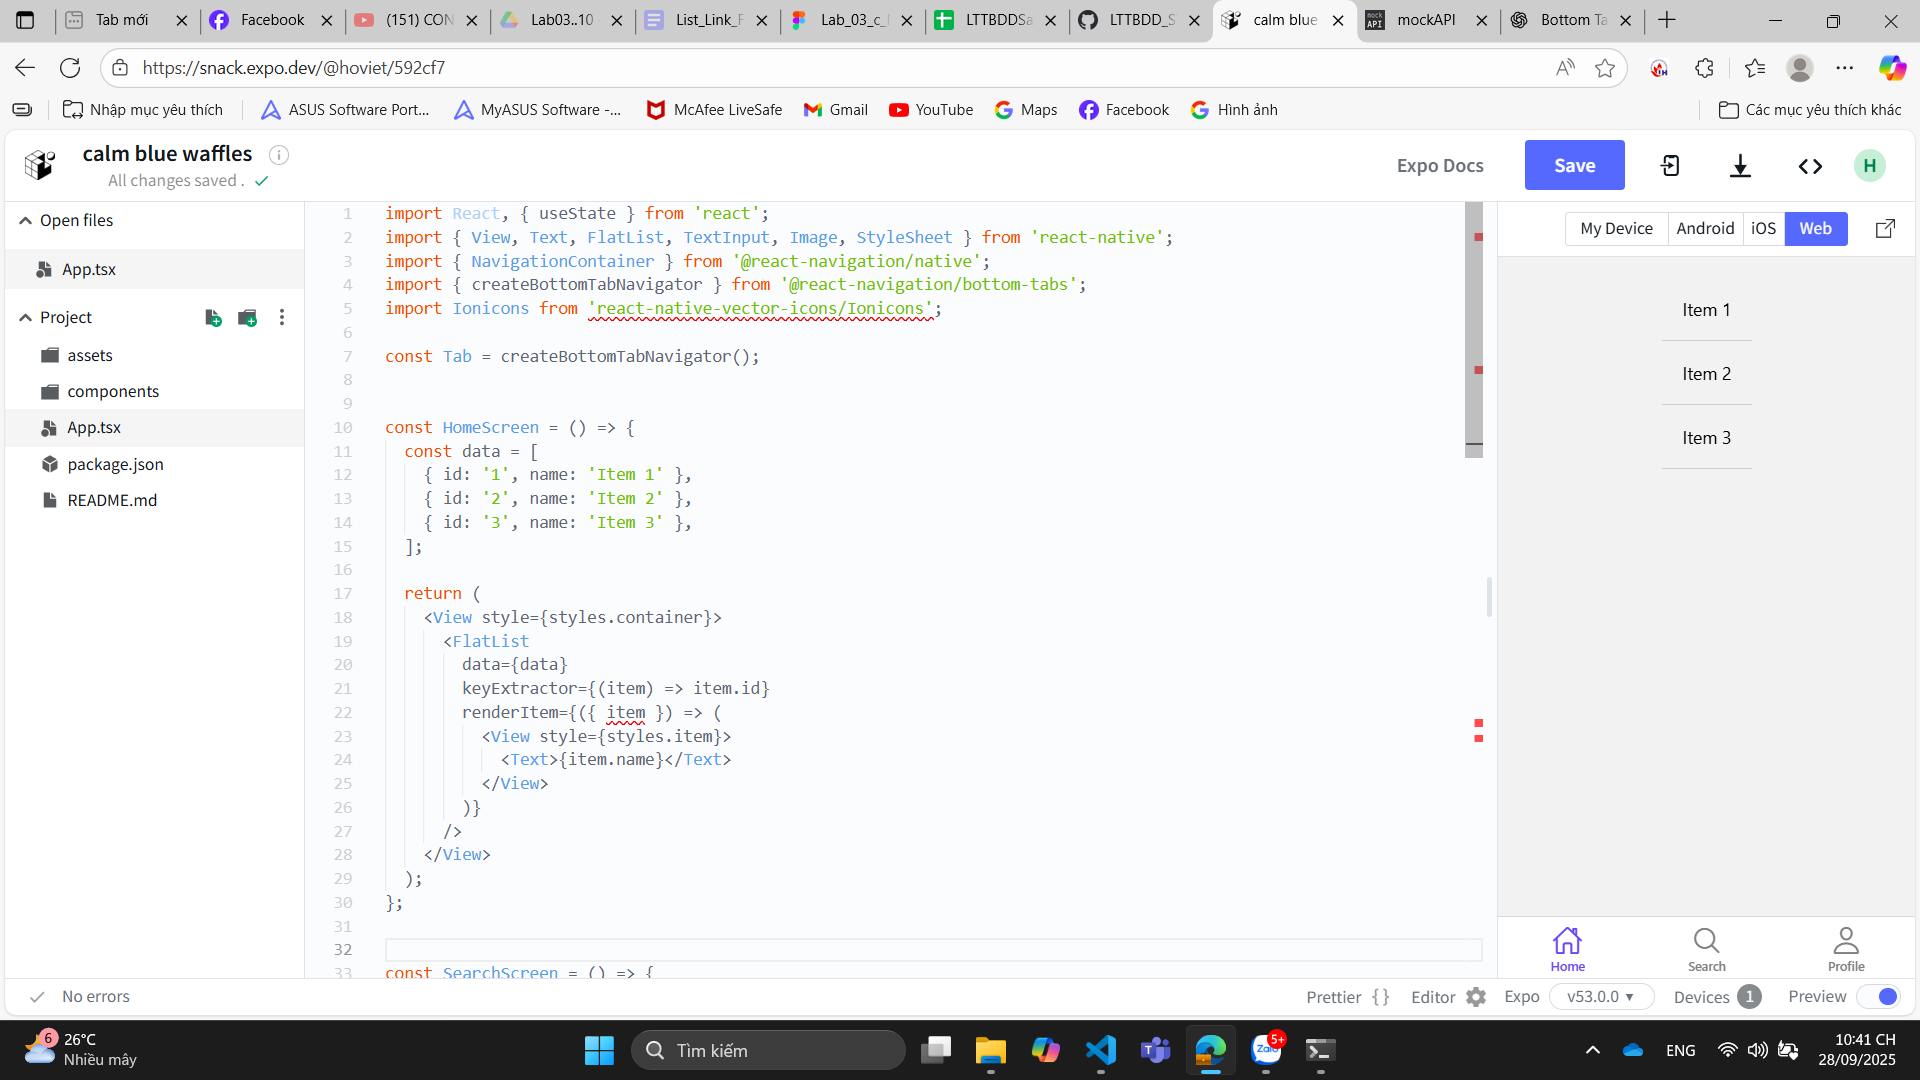 Tab mới
Facebook
(151) CON
Lab03..10
List_Link_F
Lab_03_c_
LTTBDDSa
LTTBDD_S
calm blue
mockAPI
Bottom Ta
https://snack.expo.dev/@hoviet/592cf7
Nhập mục yêu thích
ASUS Software Port...
MyASUS Software -...
McAfee LiveSafe
Gmail
YouTube
Maps
Facebook
Hình ảnh
Các mục yêu thích khác
calm blue waffles
All changes saved .
Expo Docs
Save
H
Open files
App.tsx
Project
assets
components
App.tsx
package.json
README.md
1 import React, { useState } from 'react';
2 import { View, Text, FlatList, TextInput, Image, StyleSheet } from 'react-native';
3 import { NavigationContainer } from '@react-navigation/native';
4 import { createBottomTabNavigator } from '@react-navigation/bottom-tabs';
5 import Ionicons from 'react-native-vector-icons/Ionicons';
6
7 const Tab = createBottomTabNavigator();
8
9
10 const HomeScreen = () => {
11 const data = [
12 { id: '1', name: 'Item 1' },
13 { id: '2', name: 'Item 2' },
14 { id: '3', name: 'Item 3' },
15 ];
16
17 return (
18 <View style={styles.container}>
19 <FlatList
20 data={data}
21 keyExtractor={(item) => item.id}
22 renderItem={({ item }) => (
23 <View style={styles.item}>
24 <Text>{item.name}</Text>
25 </View>
26 )}
27 />
28 </View>
29 );
30 };
31
32
33 const SearchScreen = () => {
My Device
Android
iOS
Web
Item 1
Item 2
Item 3
Home
Search
Profile
No errors
Prettier { }
Editor
Expo
v53.0.0
Devices 1
Preview
6
26°C
Nhiều mây
Tìm kiếm
Zalo
5+
ENG
10:41 CH
28/09/2025